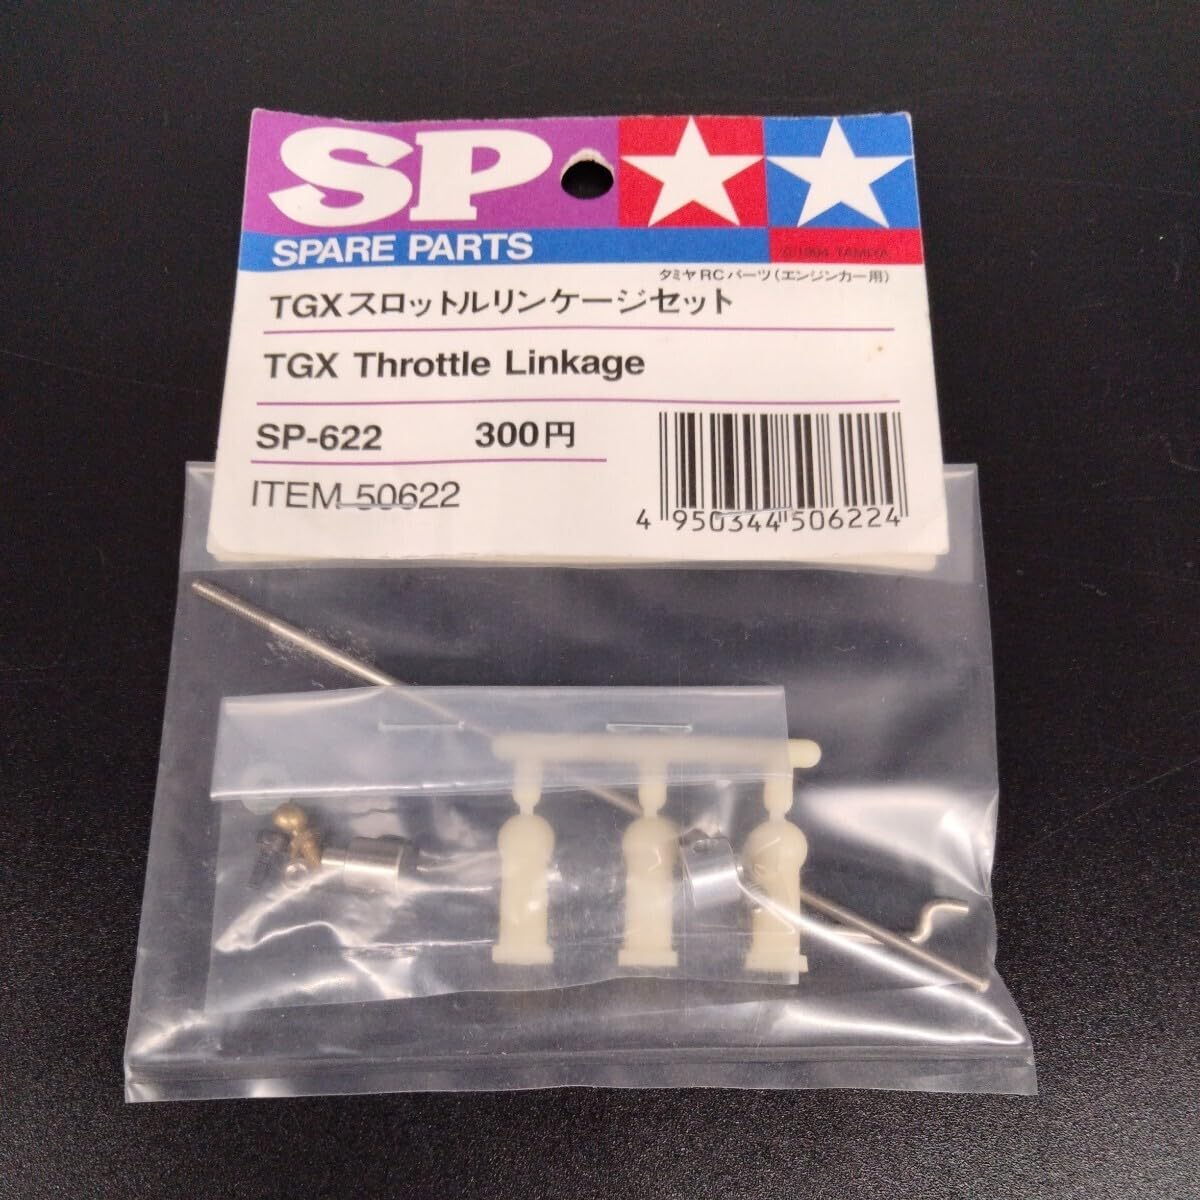 SP
SPARE PARTS
©1994 TAMIYA
タミヤRCパーツ(エンジンカー用)
TGXスロットルリンケージセット
TGX Throttle Linkage
SP-622 300円
ITEM 50622
4 950344 506224